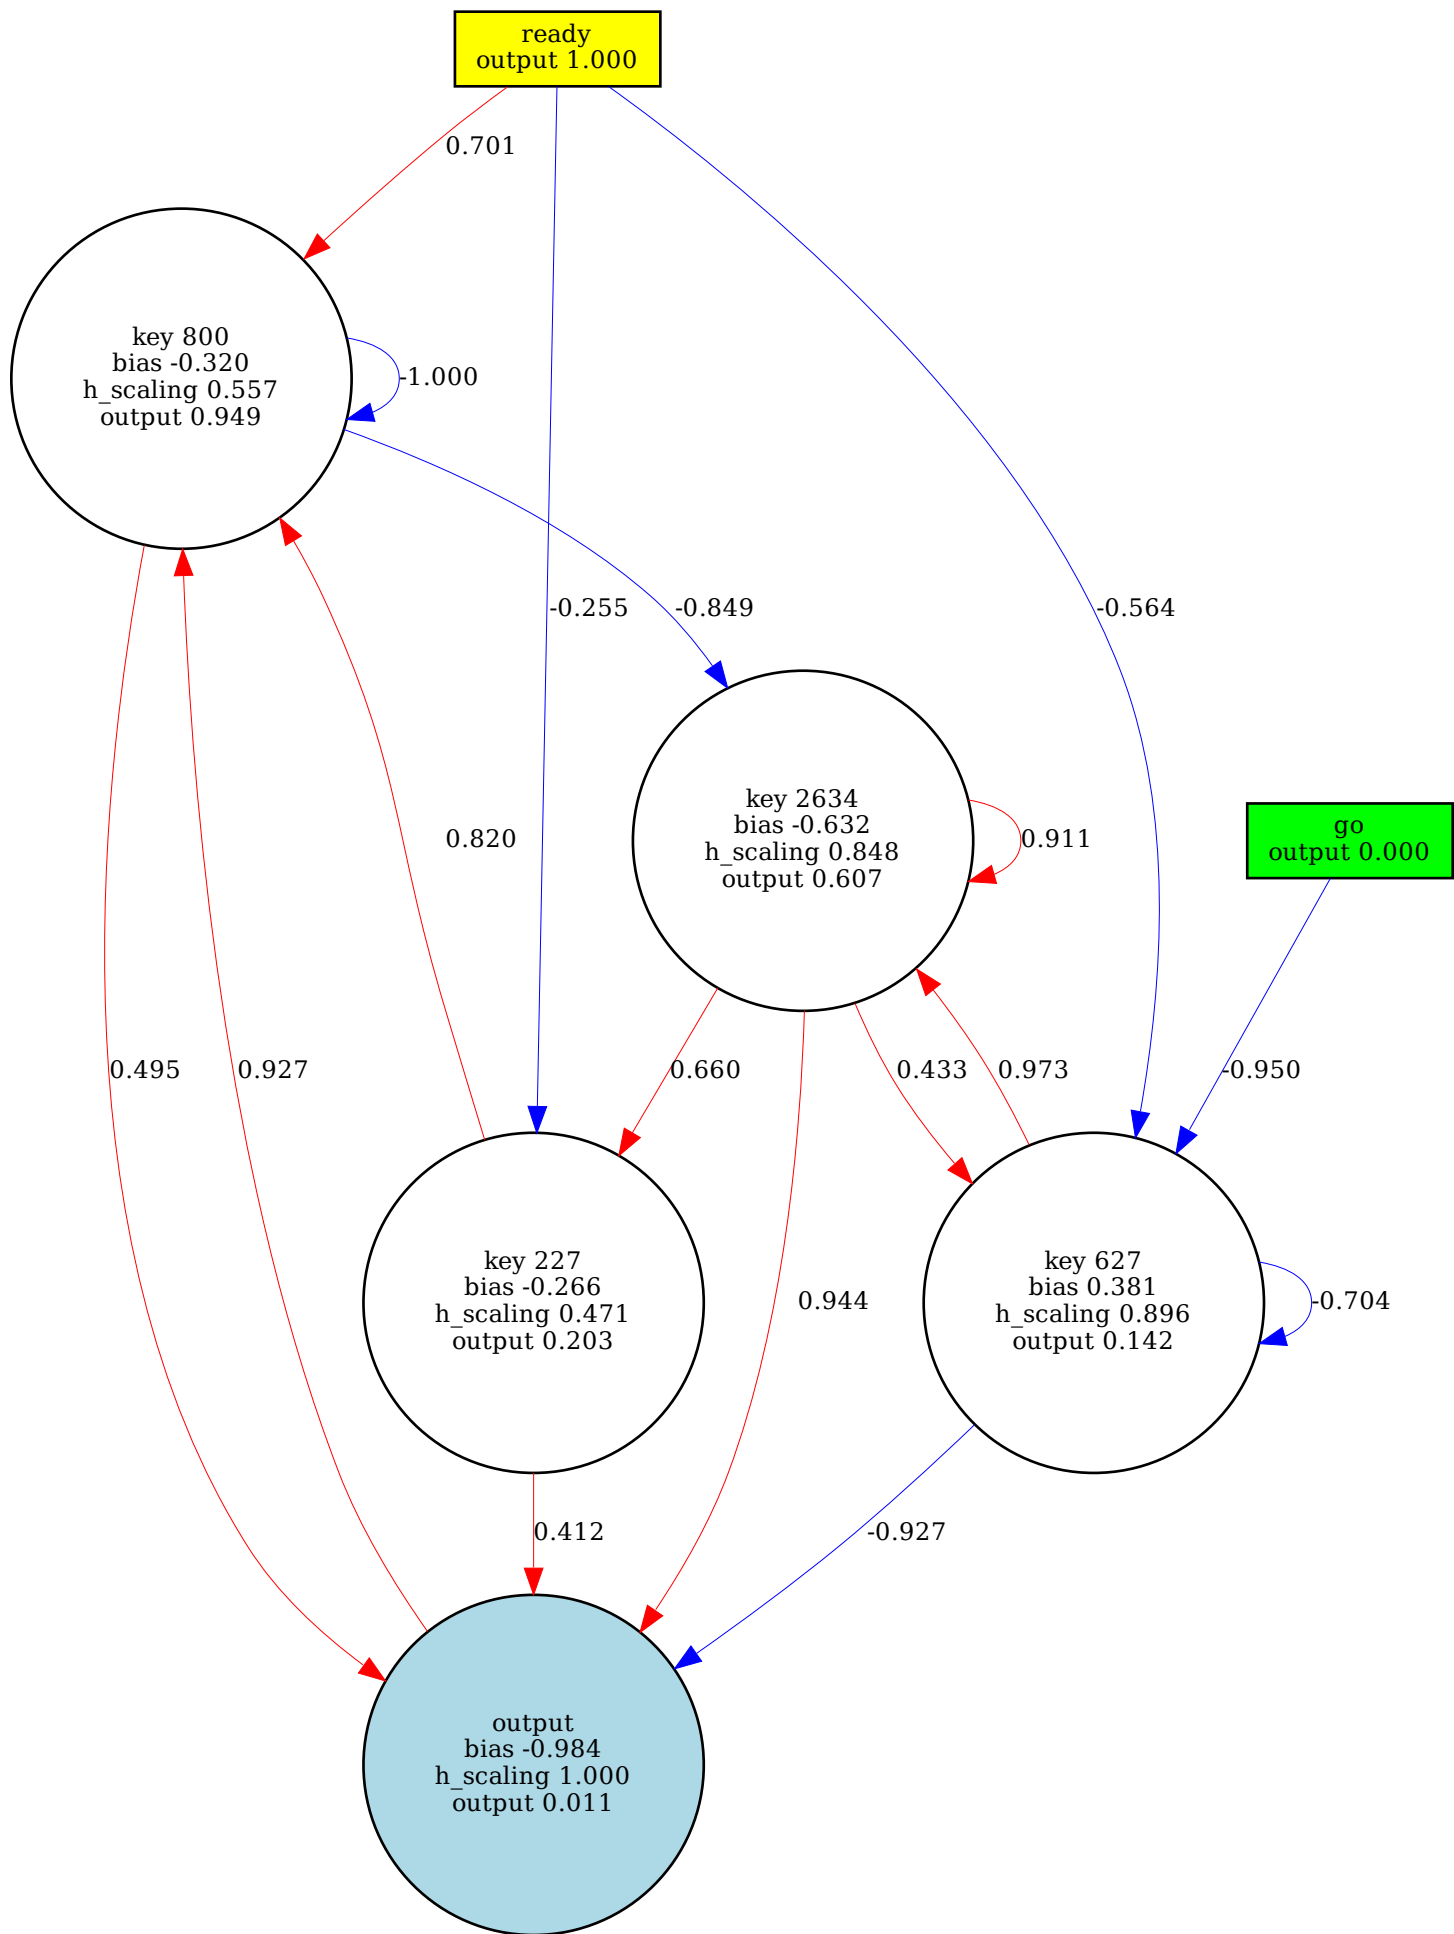 ready
output 1.000
0.701
key 800
bias -0.320
h_scaling 0.557
output 0.949
-1.000
-0.255
-0.849
-0.564
key 2634
bias -0.632
h_scaling 0.848
output 0.607
0.820
0.911
go
output 0.000
0.495
0.927
0.660
0.433
0.973
-0.950
key 227
bias -0.266
h_scaling 0.471
output 0.203
0.944
key 627
bias 0.381
h_scaling 0.896
output 0.142
-0.704
0.412
-0.927
output
bias -0.984
h_scaling 1.000
output 0.011